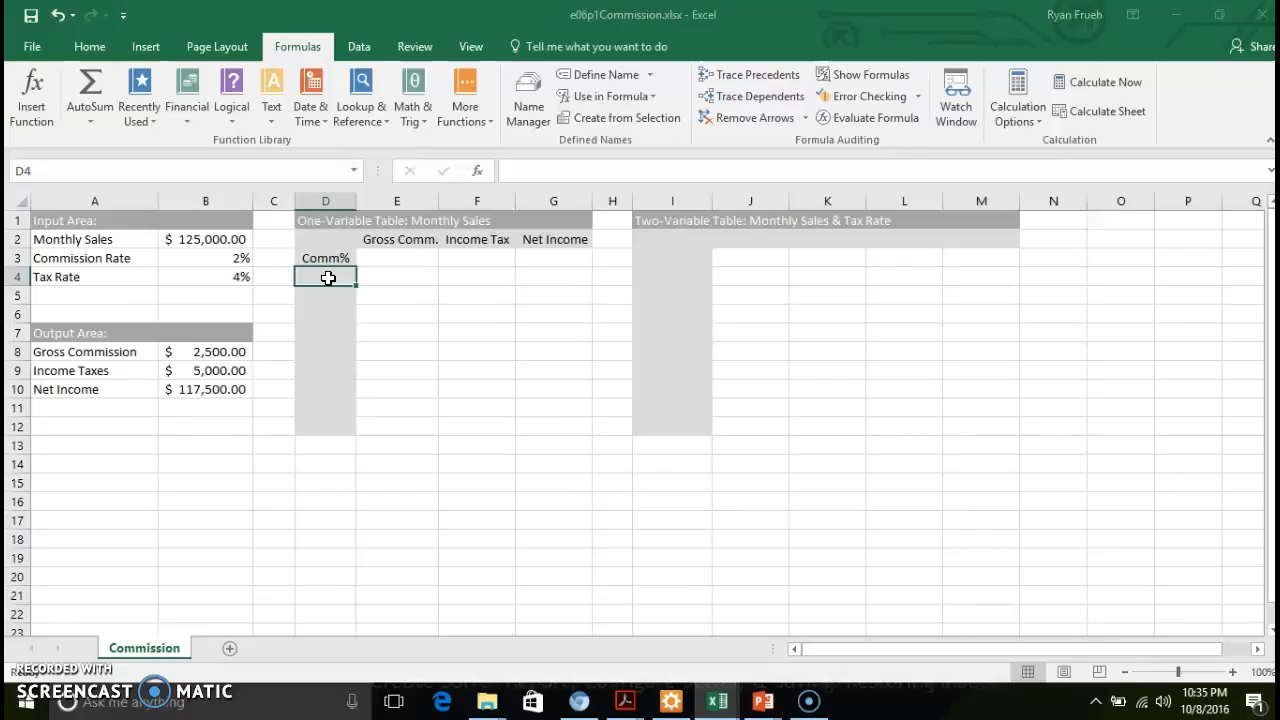 e06p1Commission.xlsx - Excel
Ryan Frueh
File Home Insert Page Layout Formulas Data Review View Tell me what you want to do Share
Insert Function
AutoSum
Recently Used
Financial
Logical
Text
Date & Time
Lookup & Reference
Math & Trig
More Functions
Function Library
Name Manager
Define Name
Use in Formula
Create from Selection
Defined Names
Trace Precedents
Trace Dependents
Remove Arrows
Show Formulas
Error Checking
Evaluate Formula
Formula Auditing
Watch Window
Calculation Options
Calculate Now
Calculate Sheet
Calculation
D4
fx
A B C D E F G H I J K L M N O P Q
1 Input Area: One-Variable Table: Monthly Sales Two-Variable Table: Monthly Sales & Tax Rate
2 Monthly Sales $ 125,000.00 Gross Comm. Income Tax Net Income
3 Commission Rate 2% Comm%
4 Tax Rate 4%
5
6
7 Output Area:
8 Gross Commission $ 2,500.00
9 Income Taxes $ 5,000.00
10 Net Income $ 117,500.00
11
12
13
14
15
16
17
18
19
20
21
22
23
Commission
Ready
100%
RECORDED WITH
SCREENCAST MATIC
Ask me anything
10:35 PM
10/8/2016